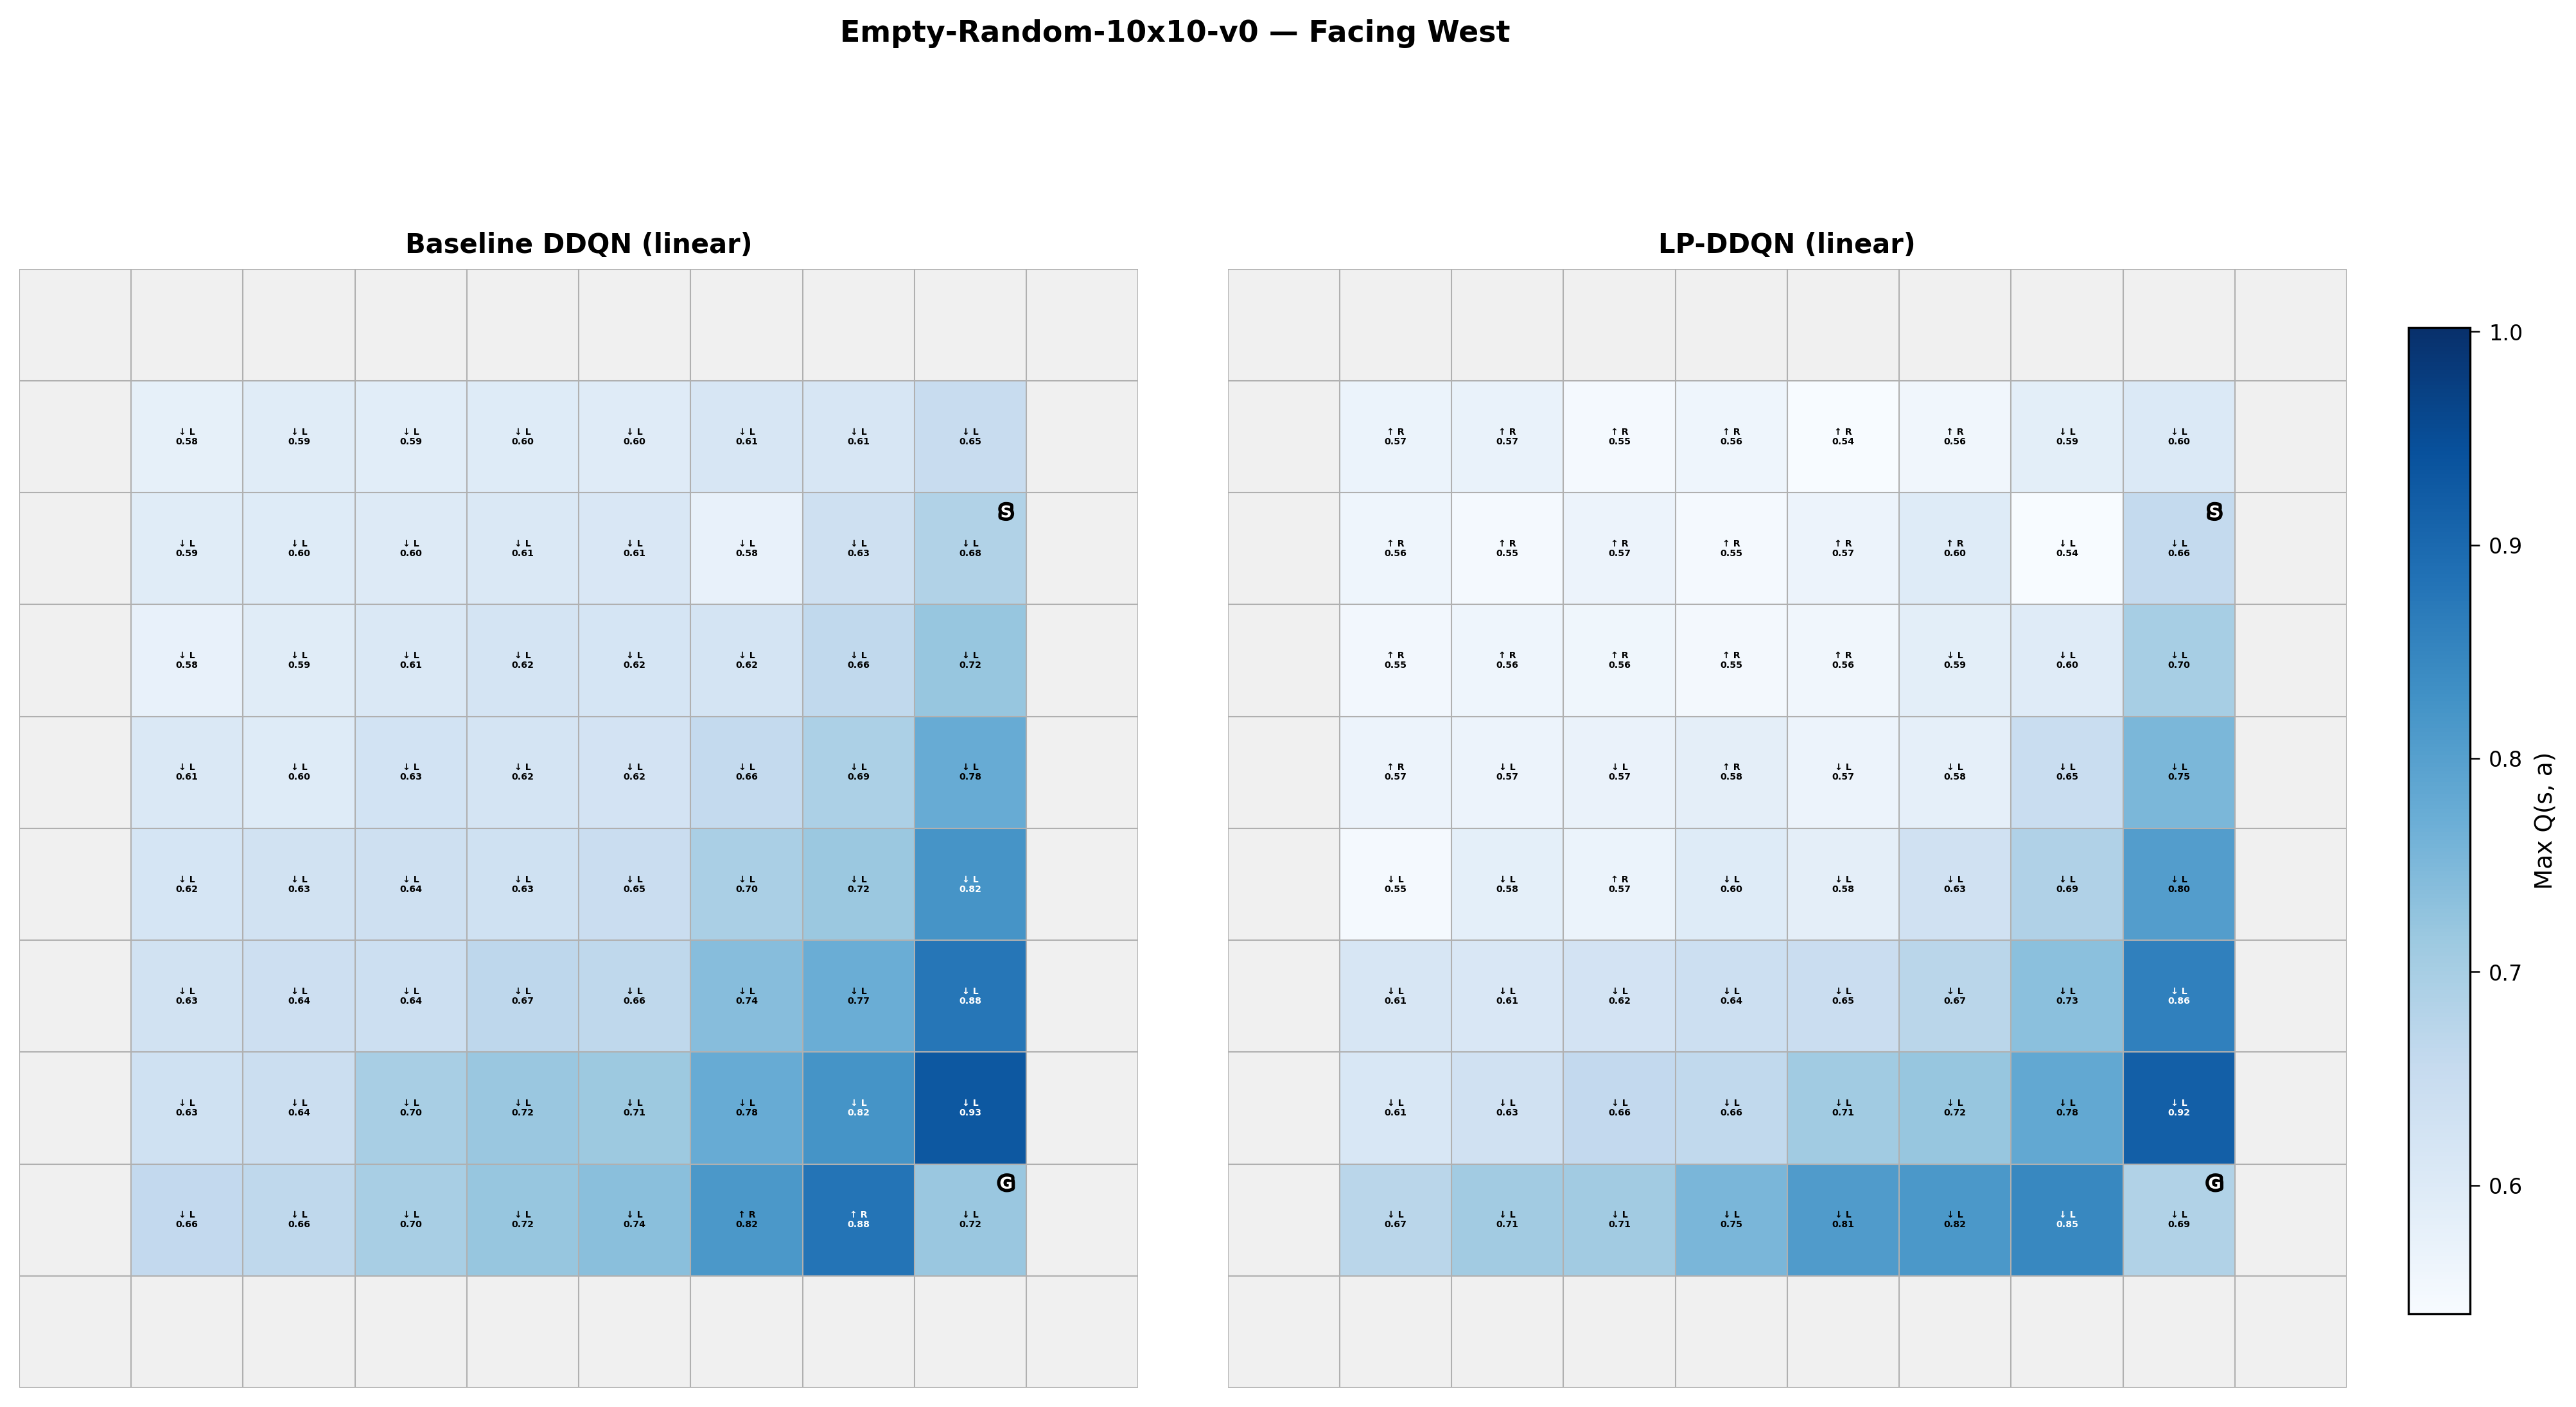 Empty-Random-10x10-v0 — Facing West
Baseline DDQN (linear)
↓ L ↓ L ↓ L ↓ L ↓ L ↓ L ↓ L ↓ L
0.58 0.59 0.59 0.60 0.60 0.61 0.61 0.65
S
↓ L ↓ L ↓ L ↓ L ↓ L ↓ L ↓ L ↓ L
0.59 0.60 0.60 0.61 0.61 0.58 0.63 0.68
↓ L ↓ L ↓ L ↓ L ↓ L ↓ L ↓ L ↓ L
0.58 0.59 0.61 0.62 0.62 0.62 0.66 0.72
↓ L ↓ L ↓ L ↓ L ↓ L ↓ L ↓ L ↓ L
0.61 0.60 0.63 0.62 0.62 0.66 0.69 0.78
↓ L ↓ L ↓ L ↓ L ↓ L ↓ L ↓ L ↓ L
0.62 0.63 0.64 0.63 0.65 0.70 0.72 0.82
↓ L ↓ L ↓ L ↓ L ↓ L ↓ L ↓ L ↓ L
0.63 0.64 0.64 0.67 0.66 0.74 0.77 0.88
↓ L ↓ L ↓ L ↓ L ↓ L ↓ L ↓ L ↓ L
0.63 0.64 0.70 0.72 0.71 0.78 0.82 0.93
G
↓ L ↓ L ↓ L ↓ L ↓ L ↑ R ↑ R ↓ L
0.66 0.66 0.70 0.72 0.74 0.82 0.88 0.72
LP-DDQN (linear)
↑ R ↑ R ↑ R ↑ R ↑ R ↑ R ↓ L ↓ L
0.57 0.57 0.55 0.56 0.54 0.56 0.59 0.60
S
↑ R ↑ R ↑ R ↑ R ↑ R ↑ R ↓ L ↓ L
0.56 0.55 0.57 0.55 0.57 0.60 0.54 0.66
↑ R ↑ R ↑ R ↑ R ↑ R ↓ L ↓ L ↓ L
0.55 0.56 0.56 0.55 0.56 0.59 0.60 0.70
↑ R ↓ L ↓ L ↑ R ↓ L ↓ L ↓ L ↓ L
0.57 0.57 0.57 0.58 0.57 0.58 0.65 0.75
↓ L ↓ L ↑ R ↓ L ↓ L ↓ L ↓ L ↓ L
0.55 0.58 0.57 0.60 0.58 0.63 0.69 0.80
↓ L ↓ L ↓ L ↓ L ↓ L ↓ L ↓ L ↓ L
0.61 0.61 0.62 0.64 0.65 0.67 0.73 0.86
↓ L ↓ L ↓ L ↓ L ↓ L ↓ L ↓ L ↓ L
0.61 0.63 0.66 0.66 0.71 0.72 0.78 0.92
G
↓ L ↓ L ↓ L ↓ L ↓ L ↓ L ↓ L ↓ L
0.67 0.71 0.71 0.75 0.81 0.82 0.85 0.69
1.0
0.9
0.8
0.7
0.6
Max Q(s, a)